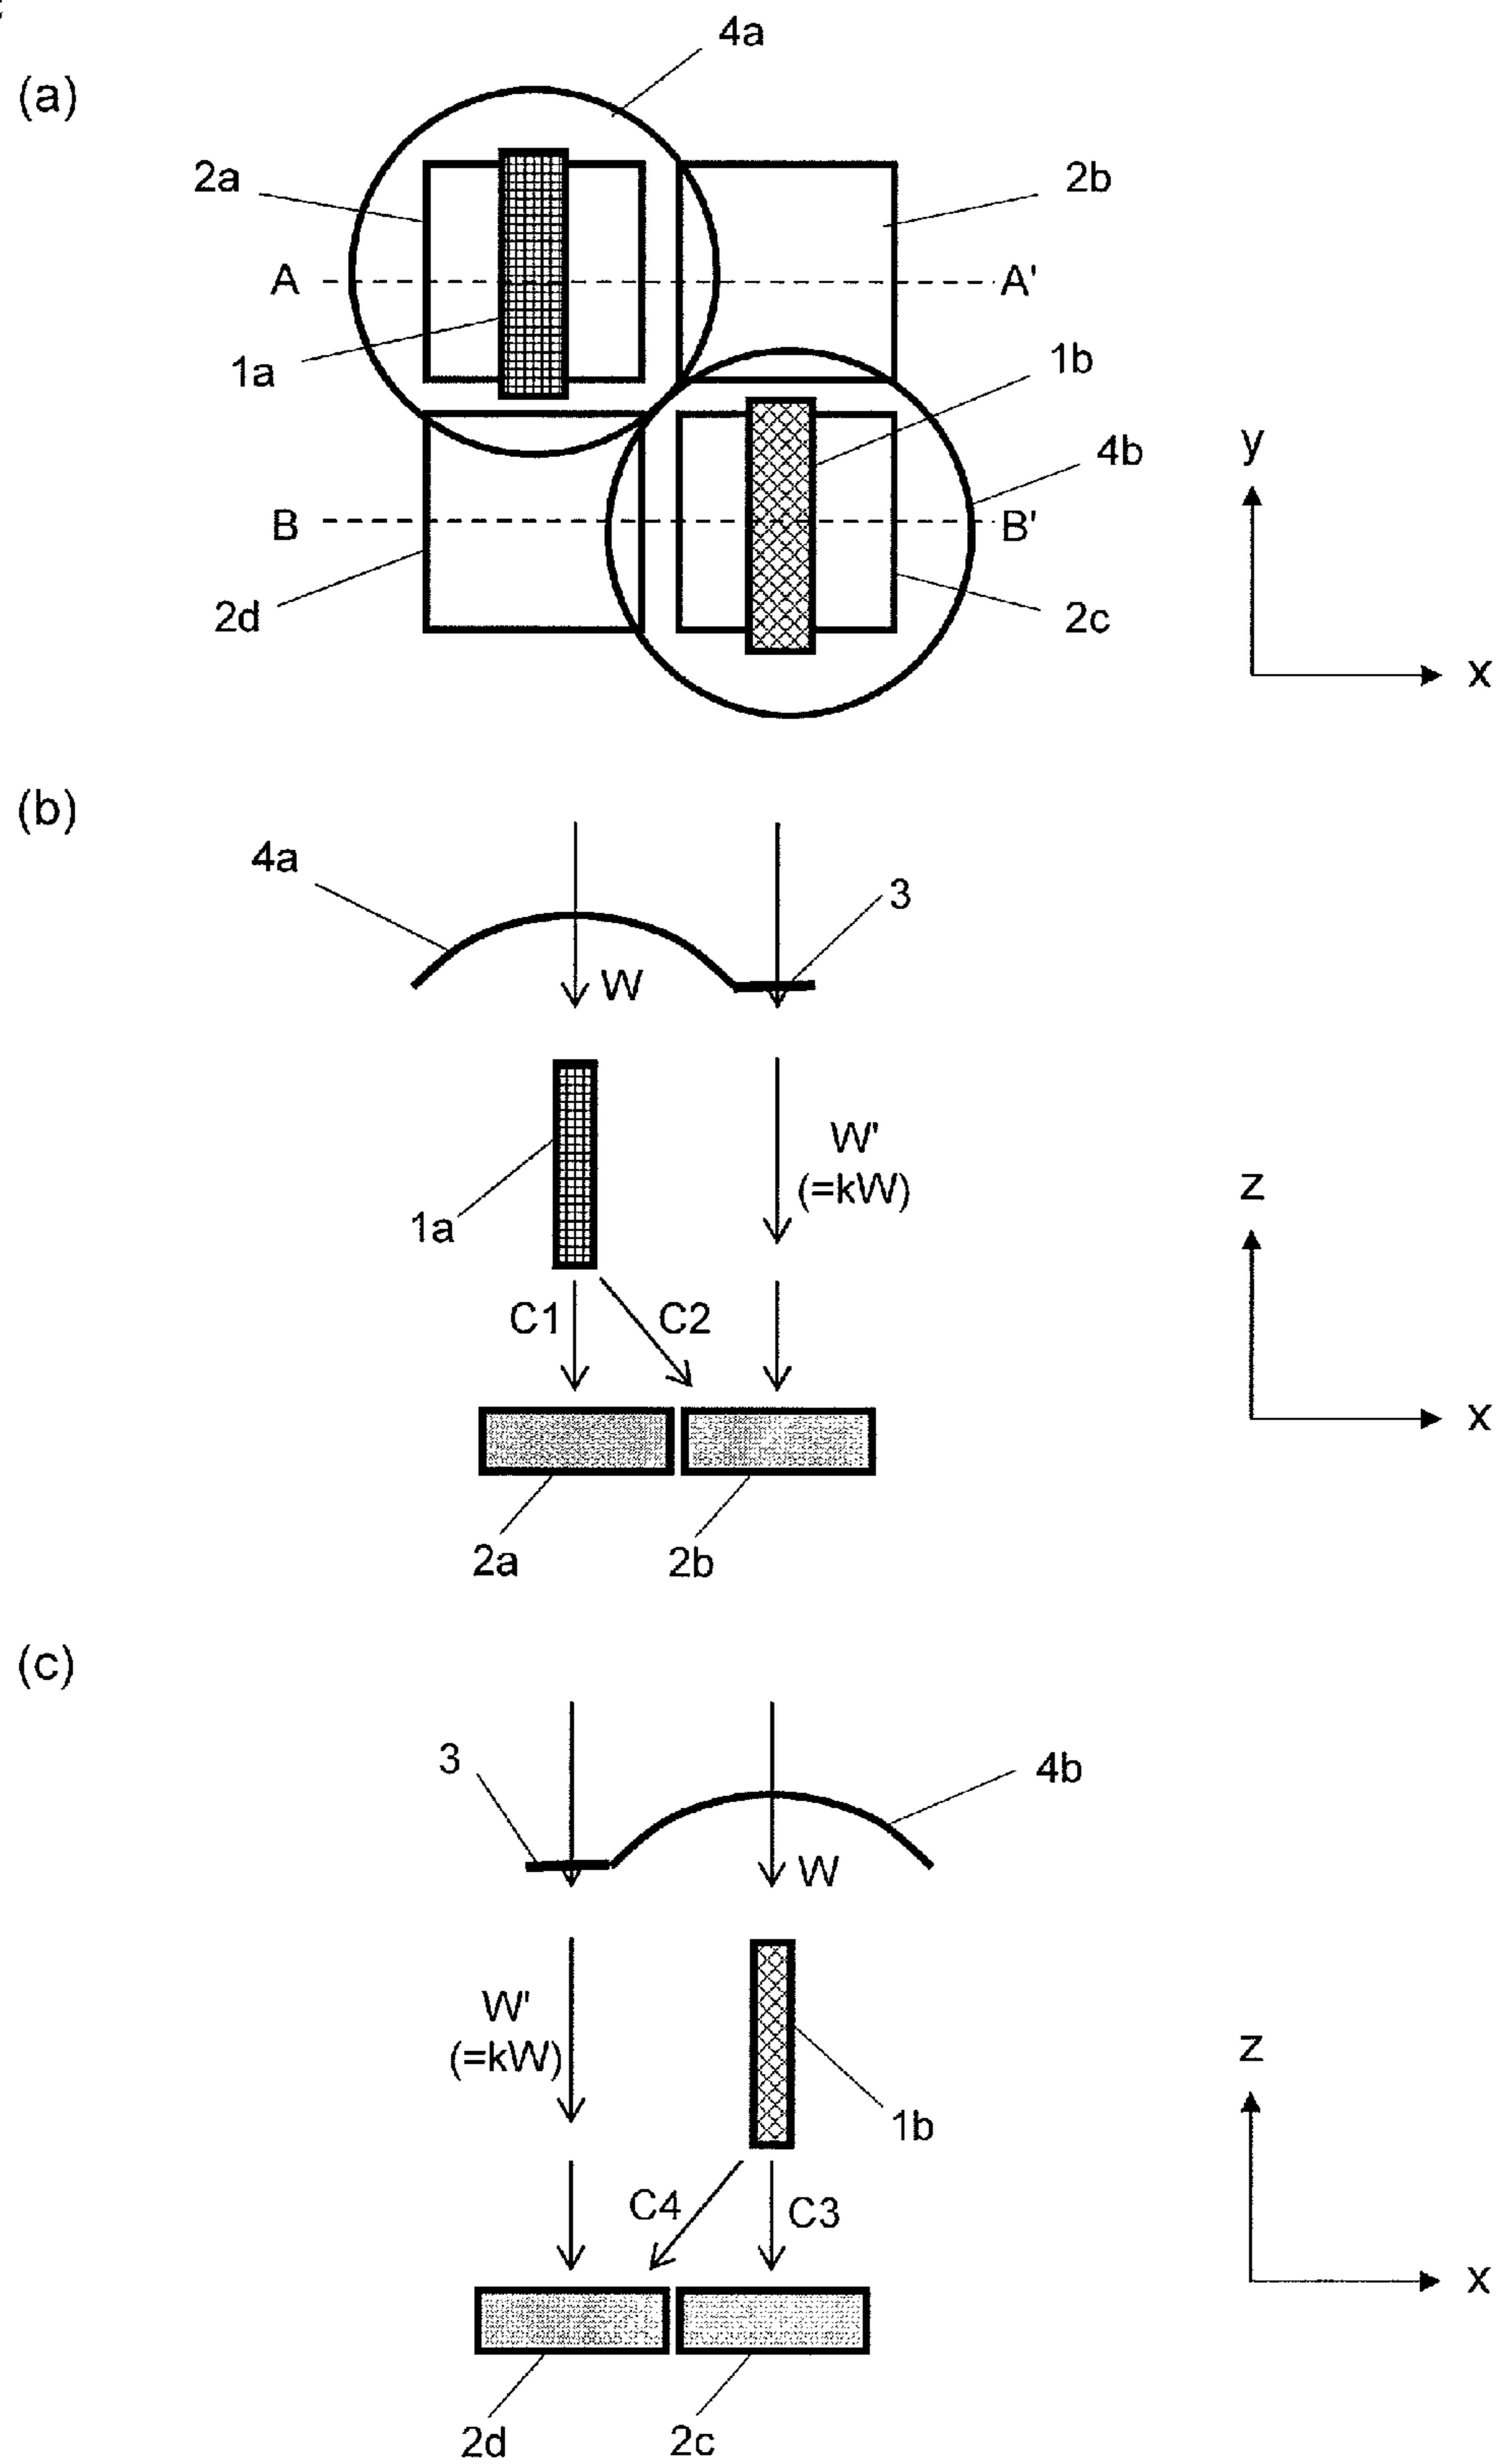 4a
(a)
2a
2b
A
A'
1a
1b
y
4b
B
B'
2d
2c
x
(b)
4a
3
W
W'
(=kW)
z
1a
C1
C2
x
2a
2b
(c)
3
4b
W
W'
(=kW)
z
1b
C4
C3
x
2d
2c